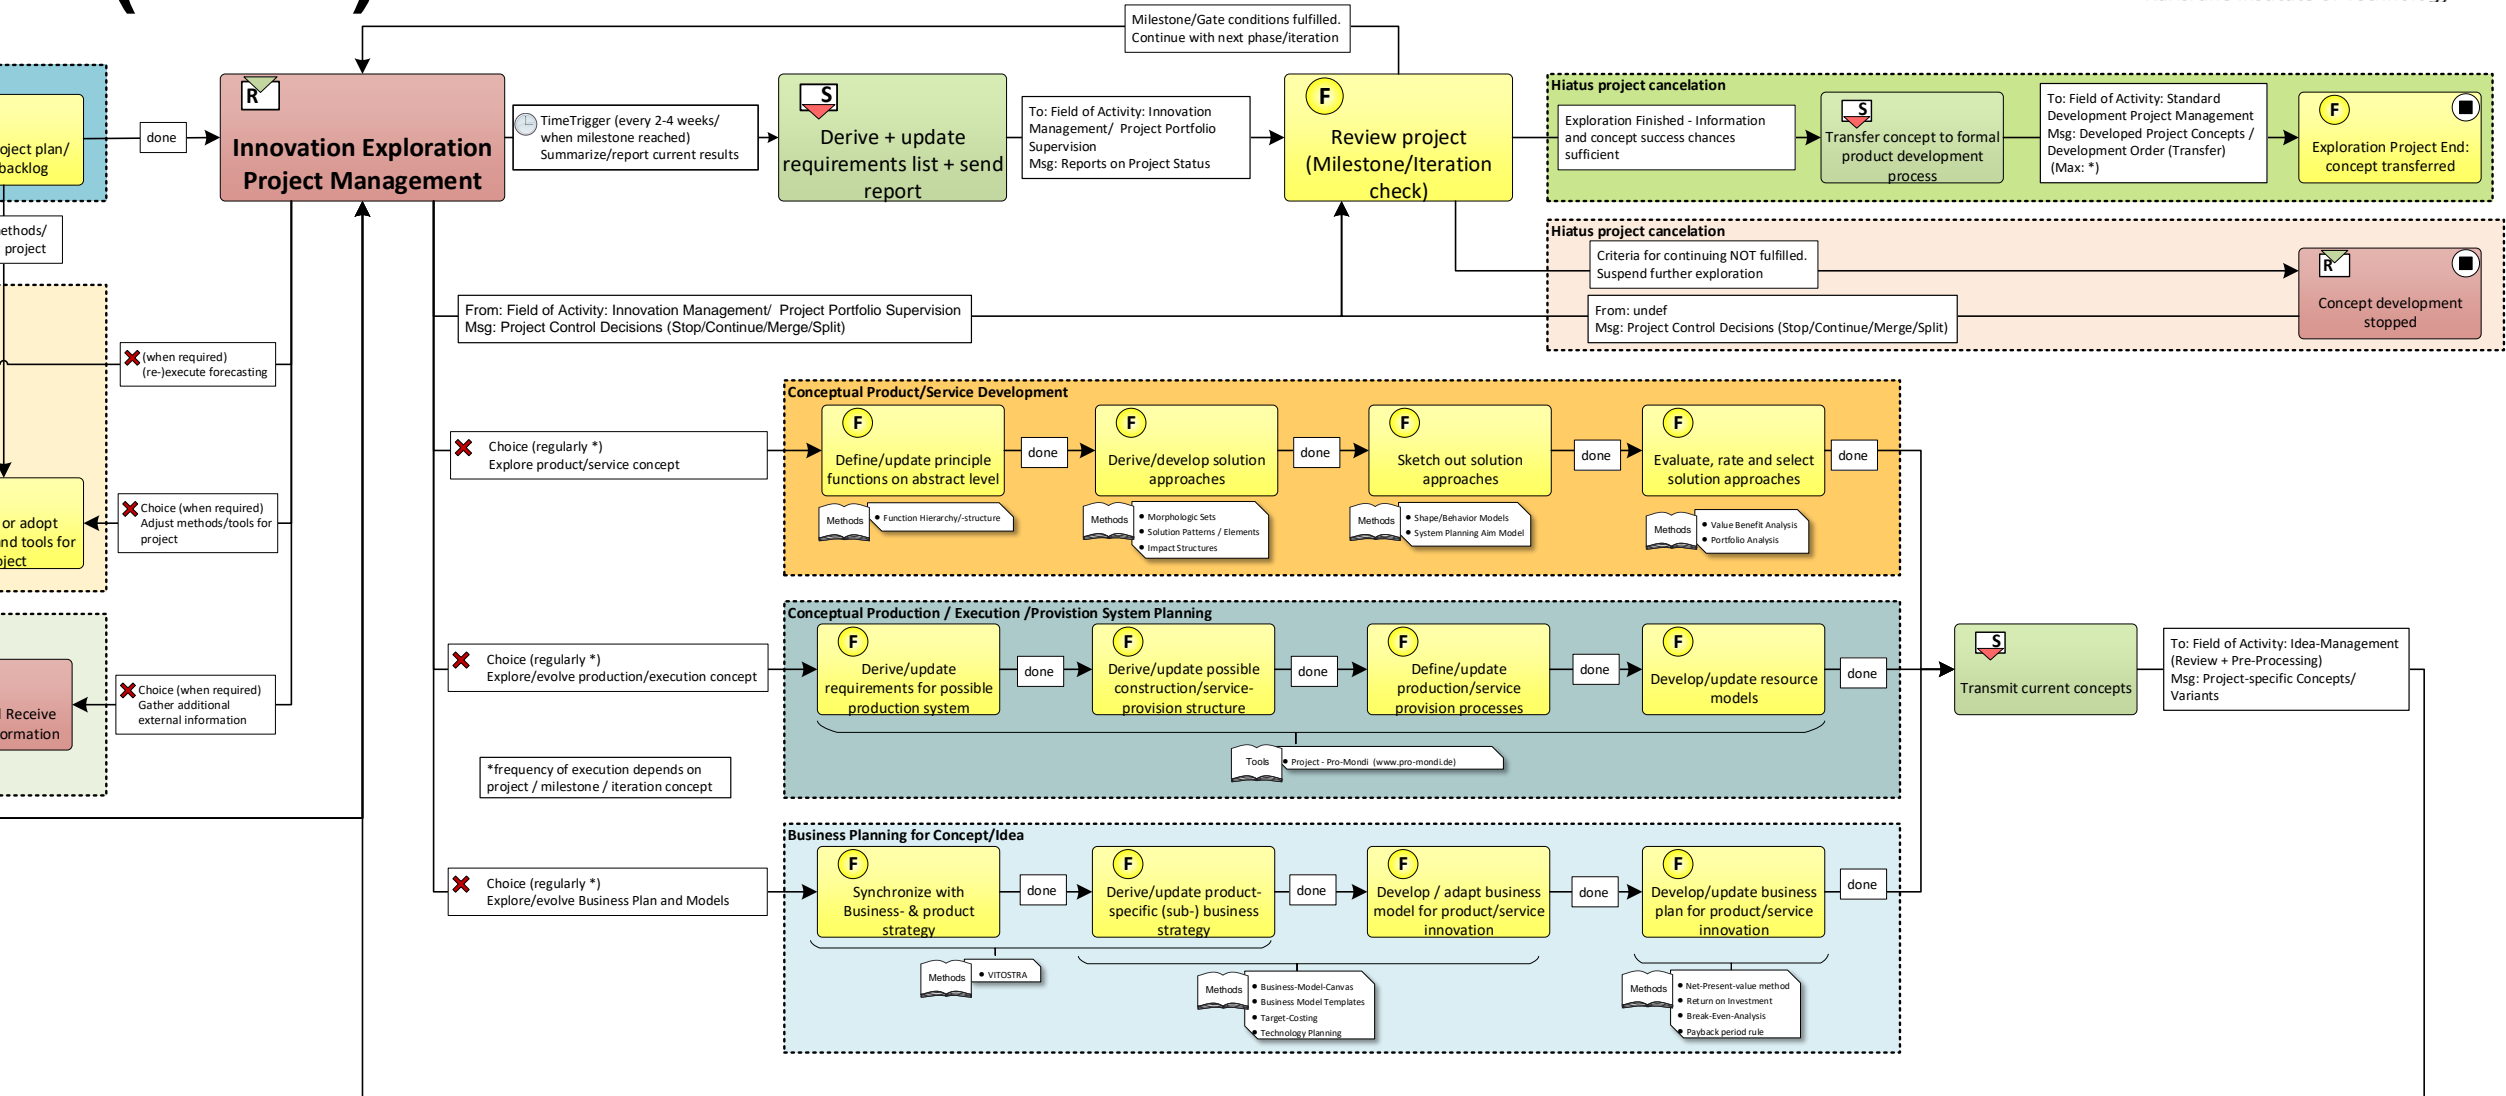 Milestone/Gate conditions fulfilled.
Continue with next phase/iteration
oject plan/
backlog
done
R
Innovation Exploration
Project Management
TimeTrigger (every 2-4 weeks/
when milestone reached)
Summarize/report current results
S
Derive + update
requirements list + send
report
To: Field of Activity: Innovation
Management/ Project Portfolio
Supervision
Msg: Reports on Project Status
F
Review project
(Milestone/Iteration
check)
Hiatus project cancelation
Exploration Finished - Information
and concept success chances
sufficient
S
Transfer concept to formal
product development
process
To: Field of Activity: Standard
Development Project Management
Msg: Developed Project Concepts /
Development Order (Transfer)
(Max: *)
F
Exploration Project End:
concept transferred
ethods/
project
Hiatus project cancelation
Criteria for continuing NOT fulfilled.
Suspend further exploration
R
Concept development
stopped
From: Field of Activity: Innovation Management/ Project Portfolio Supervision
Msg: Project Control Decisions (Stop/Continue/Merge/Split)
From: undef
Msg: Project Control Decisions (Stop/Continue/Merge/Split)
(when required)
(re-)execute forecasting
Choice (when required)
Adjust methods/tools for
project
or adopt
nd tools for
ject
Choice (when required)
Gather additional
external information
l Receive
ormation
Conceptual Product/Service Development
Choice (regularly *)
Explore product/service concept
F
Define/update principle
functions on abstract level
done
F
Derive/develop solution
approaches
done
F
Sketch out solution
approaches
done
F
Evaluate, rate and select
solution approaches
done
Methods
• Function Hierarchy/-structure
Methods
• Morphologic Sets
• Solution Patterns / Elements
• Impact Structures
Methods
• Shape/Behavior Models
• System Planning Aim Model
Methods
• Value Benefit Analysis
• Portfolio Analysis
Conceptual Production / Execution /Provistion System Planning
Choice (regularly *)
Explore/evolve production/execution concept
F
Derive/update
requirements for possible
production system
done
F
Derive/update possible
construction/service-
provision structure
done
F
Define/update
production/service
provision processes
done
F
Develop/update resource
models
done
Tools
• Project - Pro-Mondi (www.pro-mondi.de)
S
Transmit current concepts
To: Field of Activity: Idea-Management
(Review + Pre-Processing)
Msg: Project-specific Concepts/
Variants
*frequency of execution depends on
project / milestone / iteration concept
Business Planning for Concept/Idea
Choice (regularly *)
Explore/evolve Business Plan and Models
F
Synchronize with
Business- & product
strategy
done
F
Derive/update product-
specific (sub-) business
strategy
done
F
Develop / adapt business
model for product/service
innovation
done
F
Develop/update business
plan for product/service
innovation
done
Methods
• VITOSTRA
Methods
• Business-Model-Canvas
• Business Model Templates
• Target-Costing
• Technology Planning
Methods
• Net-Present-value method
• Return on Investment
• Break-Even-Analysis
• Payback period rule